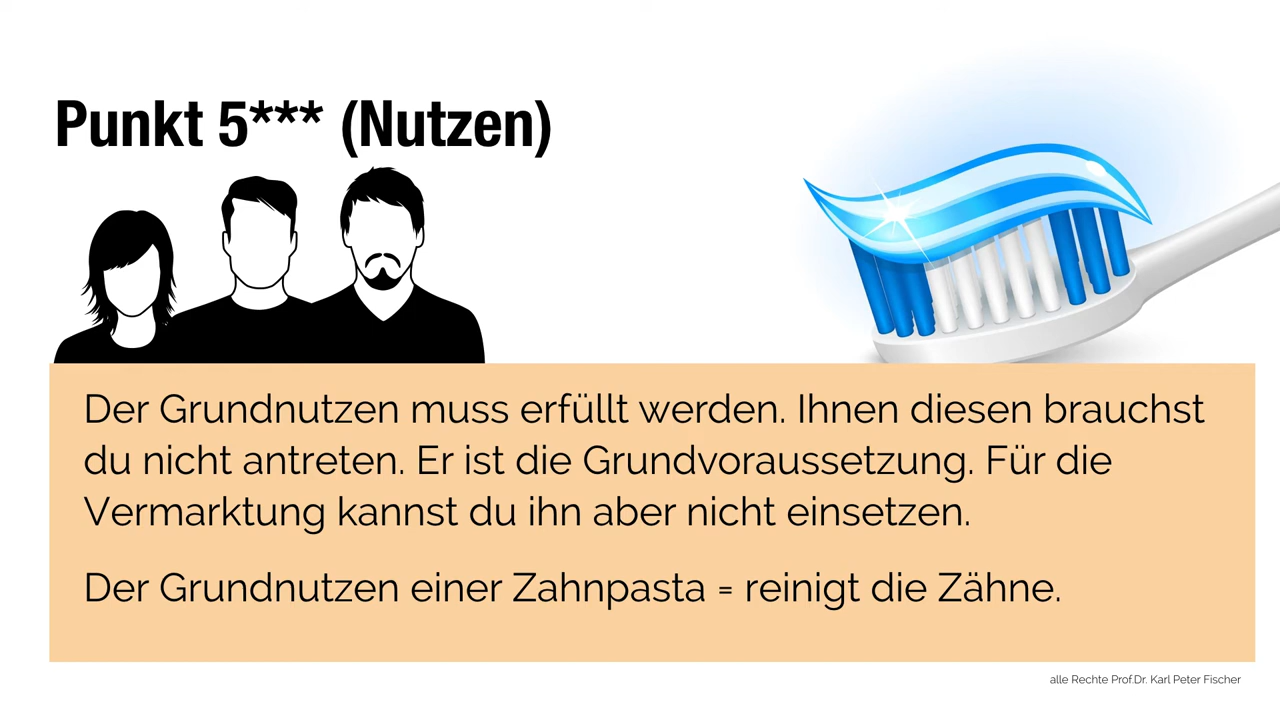 Punkt 5*** (Nutzen)
Der Grundnutzen muss erfüllt werden. Ihnen diesen brauchst
du nicht antreten. Er ist die Grundvoraussetzung. Für die
Vermarktung kannst du ihn aber nicht einsetzen.
Der Grundnutzen einer Zahnpasta = reinigt die Zähne.
alle Rechte Prof.Dr. Karl Peter Fischer